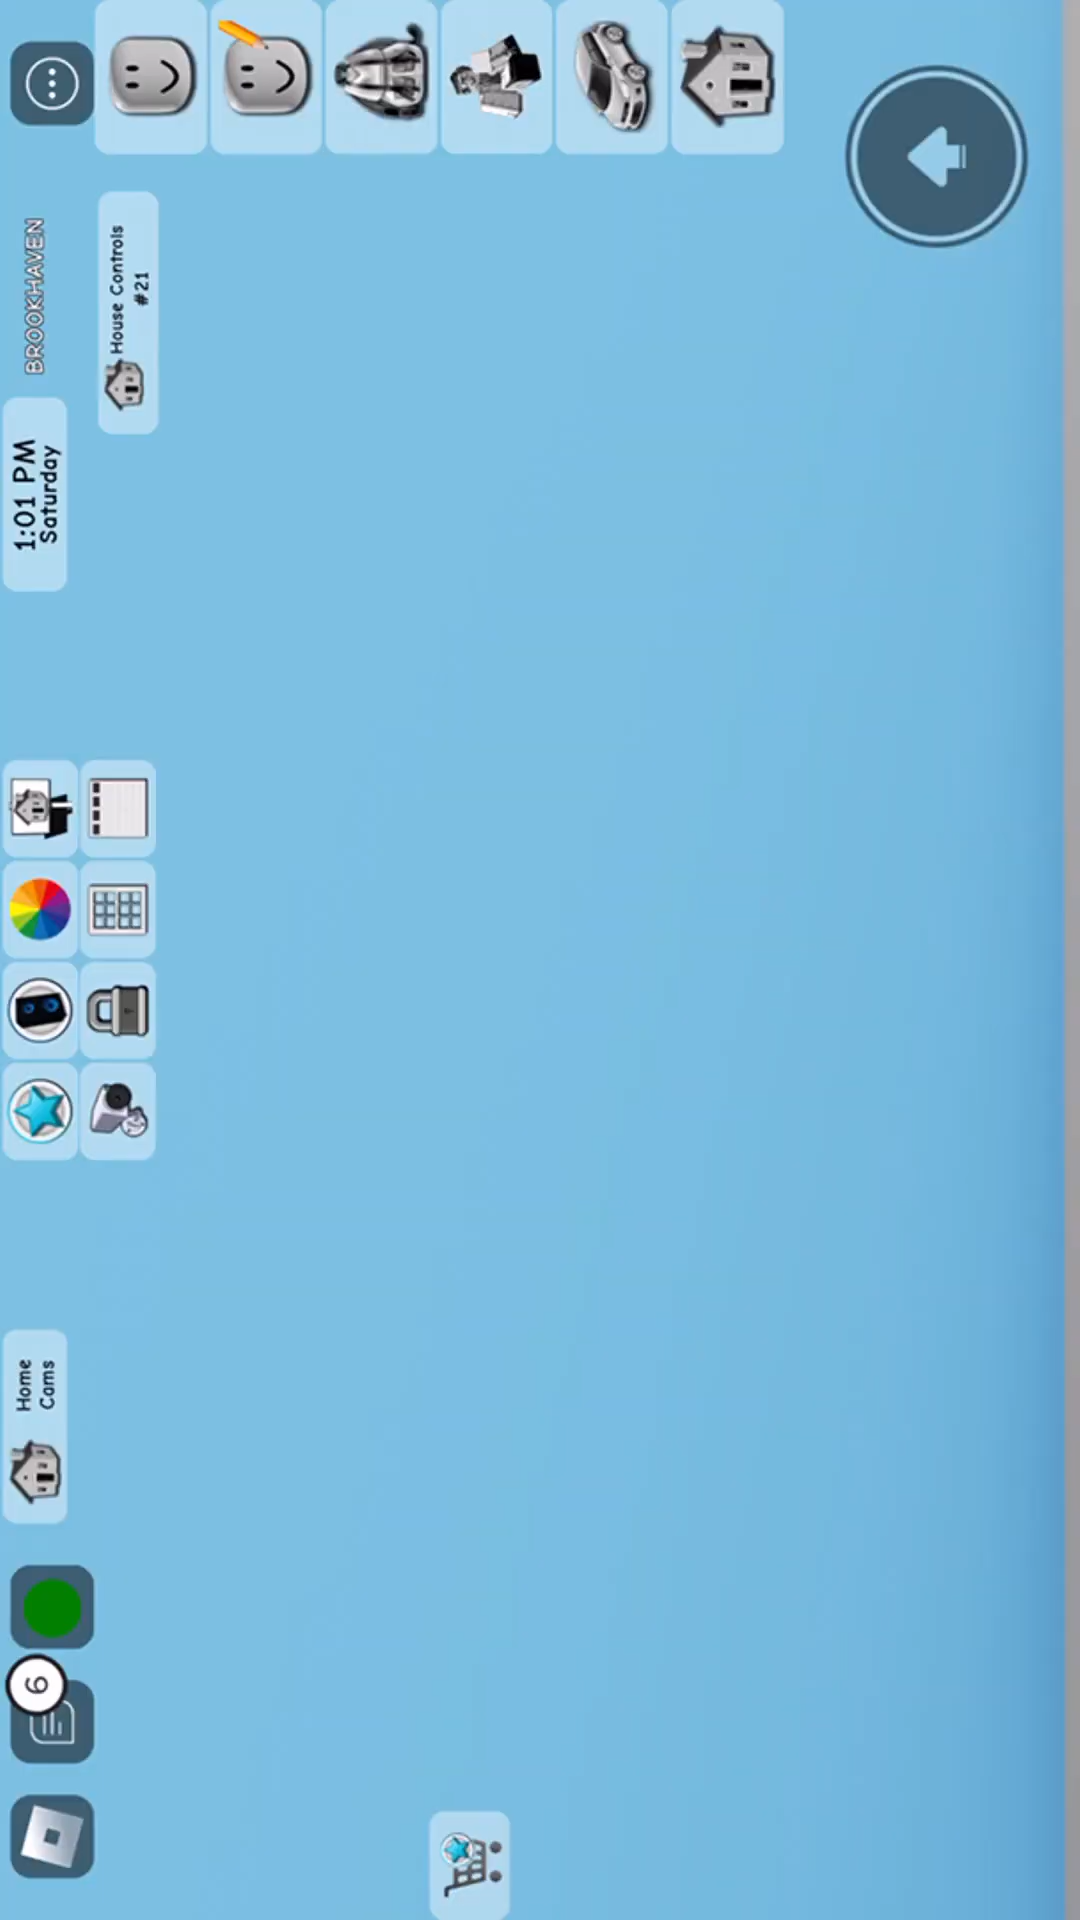 6
Home
Cams
1:01 PM
Saturday
BROOKHAVEN
House Controls
#21